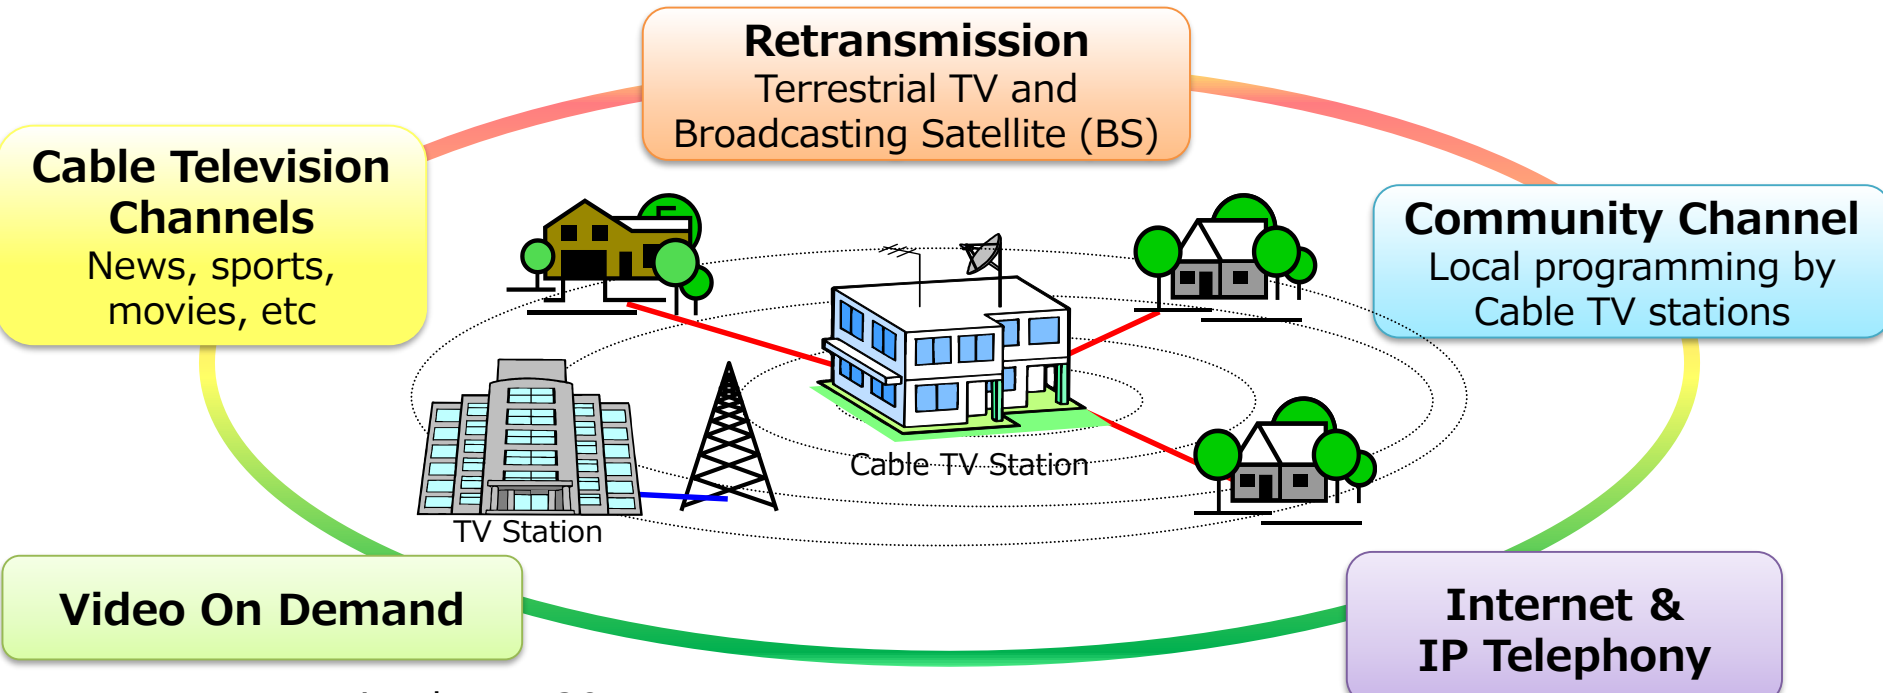 Retransmission
Terrestrial TV and
Broadcasting Satellite (BS)
Cable Television
Channels
News, sports,
movies, etc
Community Channel
Local programming by
Cable TV stations
Cable TV Station
TV Station
Video On Demand
Internet &
IP Telephony